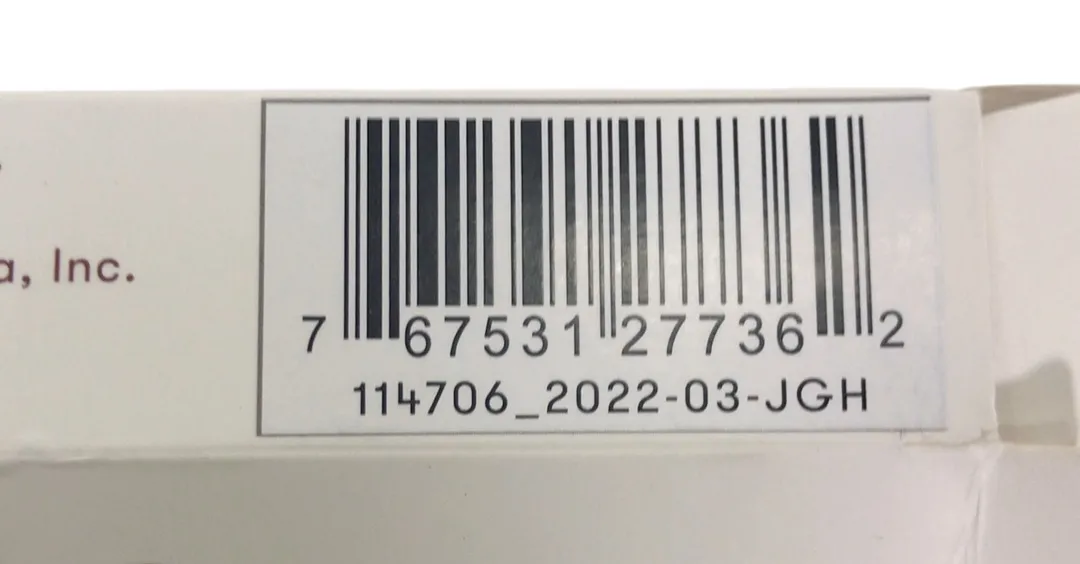 a, Inc.
7 67531 27736 2
114706_2022-03-JGH